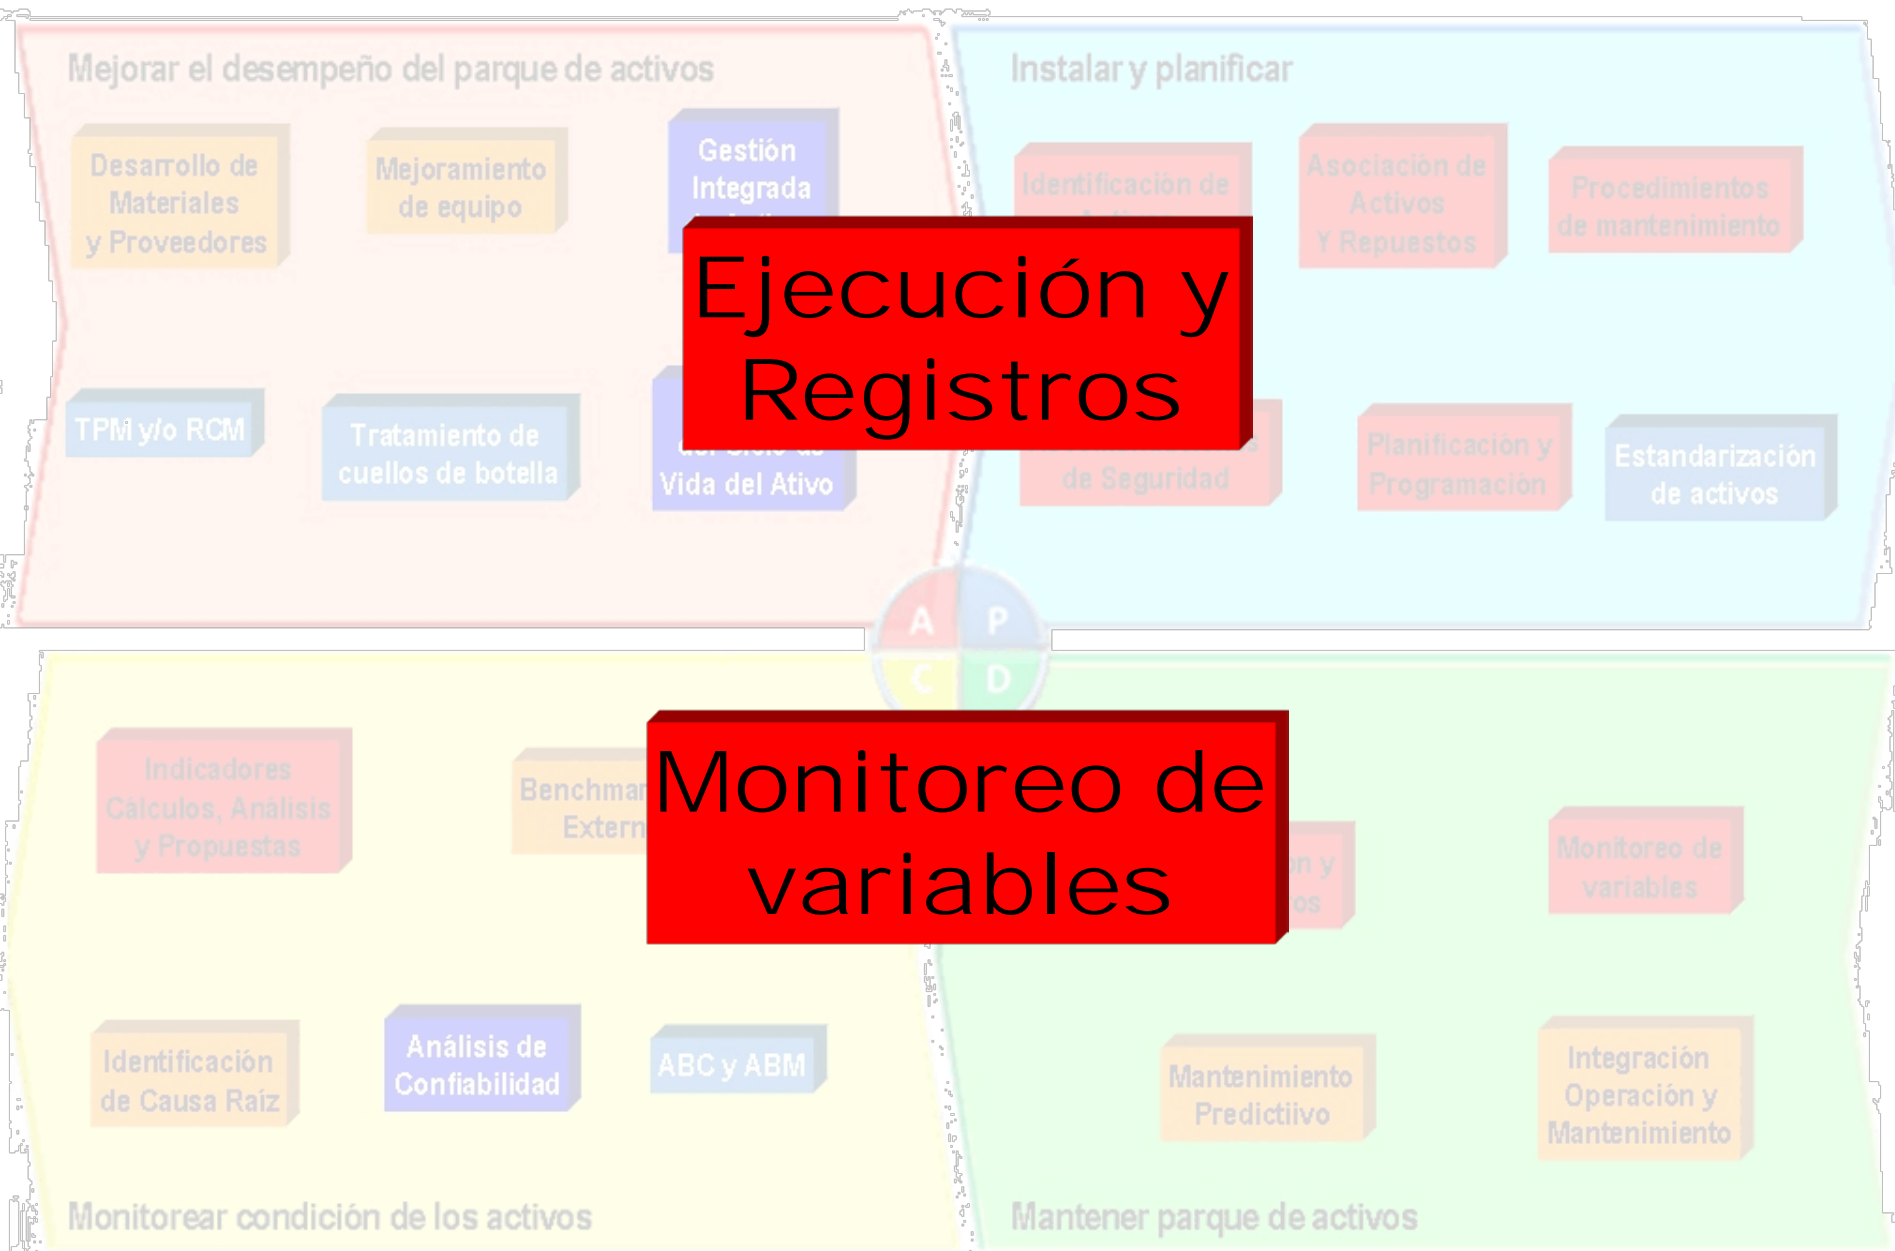 Mejorar el desempeño del parque de activos
Desarrollo de
Materiales
y Proveedores
Mejoramiento
de equipo
Gestión
Integrada
TPM y/o RCM
Tratamiento de
cuellos de botella
Vida del Ativo
Instalar y planificar
Identificación de
Asociación de
Activos
Y Repuestos
Procedimientos
de mantenimiento
de Seguridad
Planificación y
Programación
Estandarización
de activos
Ejecución y
Registros
A P
C D
Monitoreo de
variables
Indicadores
Cálculos, Análisis
y Propuestas
Identificación
de Causa Raíz
Análisis de
Confiabilidad
ABC y ABM
Monitorear condición de los activos
Monitoreo de
variables
Mantenimiento
Predictiivo
Integración
Operación y
Mantenimiento
Mantener parque de activos